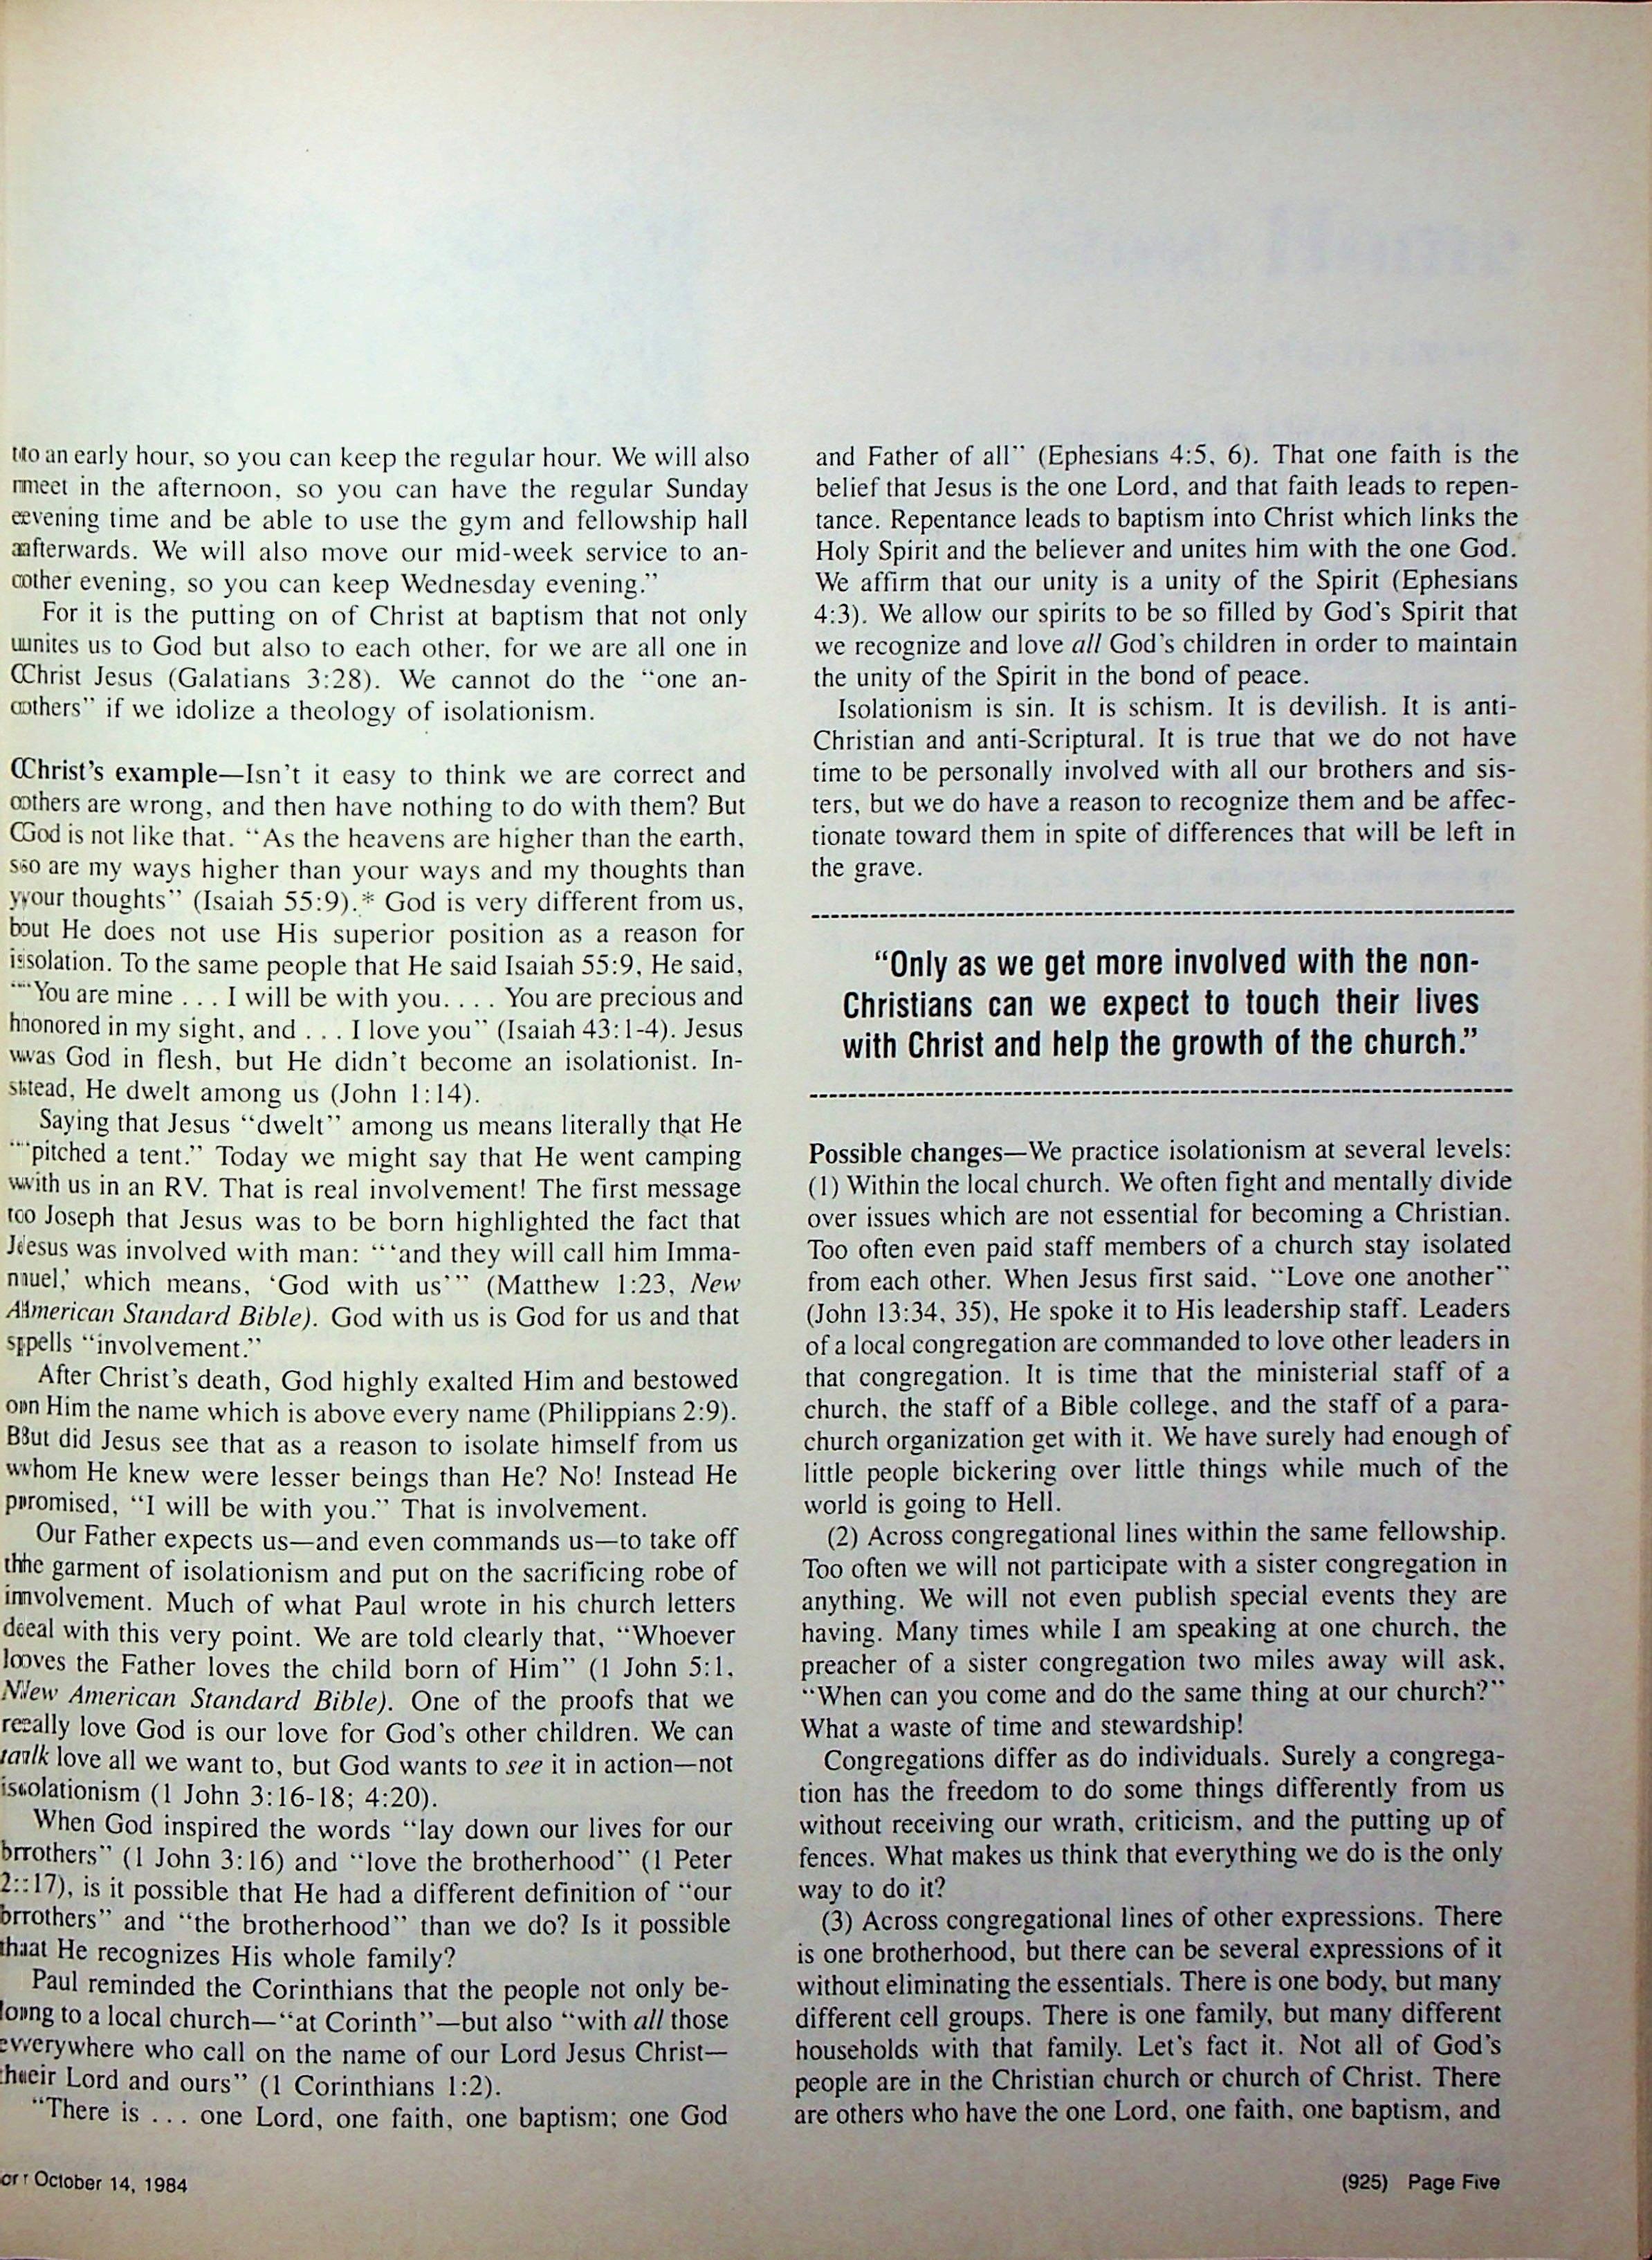 to an early hour, so you can keep the regular hour. We will also
meet in the afternoon, so you can have the regular Sunday
evening time and be able to use the gym and fellowship hall
afterwards. We will also move our mid-week service to an-
other evening, so you can keep Wednesday evening."
For it is the putting on of Christ at baptism that not only
unites us to God but also to each other, for we are all one in
Christ Jesus (Galatians 3:28). We cannot do the "one an-
others" if we idolize a theology of isolationism.
Christ's example—Isn't it easy to think we are correct and
others are wrong, and then have nothing to do with them? But
God is not like that. "As the heavens are higher than the earth,
so are my ways higher than your ways and my thoughts than
your thoughts" (Isaiah 55:9).* God is very different from us,
but He does not use His superior position as a reason for
isolation. To the same people that He said Isaiah 55:9, He said,
"You are mine . . . I will be with you. . . . You are precious and
honored in my sight, and . . . I love you" (Isaiah 43:1-4). Jesus
was God in flesh, but He didn't become an isolationist. In-
stead, He dwelt among us (John 1:14).
Saying that Jesus "dwelt" among us means literally that He
"pitched a tent." Today we might say that He went camping
with us in an RV. That is real involvement! The first message
to Joseph that Jesus was to be born highlighted the fact that
Jesus was involved with man: "'and they will call him Imma-
nuel,' which means, 'God with us'" (Matthew 1:23, New
American Standard Bible). God with us is God for us and that
spells "involvement."
After Christ's death, God highly exalted Him and bestowed
on Him the name which is above every name (Philippians 2:9).
But did Jesus see that as a reason to isolate himself from us
whom He knew were lesser beings than He? No! Instead He
promised, "I will be with you." That is involvement.
Our Father expects us—and even commands us—to take off
the garment of isolationism and put on the sacrificing robe of
involvement. Much of what Paul wrote in his church letters
deal with this very point. We are told clearly that, "Whoever
loves the Father loves the child born of Him" (1 John 5:1,
New American Standard Bible). One of the proofs that we
really love God is our love for God's other children. We can
talk love all we want to, but God wants to see it in action—not
isolationism (1 John 3:16-18; 4:20).
When God inspired the words "lay down our lives for our
brothers" (1 John 3:16) and "love the brotherhood" (1 Peter
2:17), is it possible that He had a different definition of "our
brothers" and "the brotherhood" than we do? Is it possible
that He recognizes His whole family?
Paul reminded the Corinthians that the people not only be-
long to a local church—"at Corinth"—but also "with all those
everywhere who call on the name of our Lord Jesus Christ—
their Lord and ours" (1 Corinthians 1:2).
"There is . . . one Lord, one faith, one baptism; one God
and Father of all" (Ephesians 4:5, 6). That one faith is the
belief that Jesus is the one Lord, and that faith leads to repen-
tance. Repentance leads to baptism into Christ which links the
Holy Spirit and the believer and unites him with the one God.
We affirm that our unity is a unity of the Spirit (Ephesians
4:3). We allow our spirits to be so filled by God's Spirit that
we recognize and love all God's children in order to maintain
the unity of the Spirit in the bond of peace.
Isolationism is sin. It is schism. It is devilish. It is anti-
Christian and anti-Scriptural. It is true that we do not have
time to be personally involved with all our brothers and sis-
ters, but we do have a reason to recognize them and be affec-
tionate toward them in spite of differences that will be left in
the grave.
"Only as we get more involved with the non-
Christians can we expect to touch their lives
with Christ and help the growth of the church."
Possible changes—We practice isolationism at several levels:
(1) Within the local church. We often fight and mentally divide
over issues which are not essential for becoming a Christian.
Too often even paid staff members of a church stay isolated
from each other. When Jesus first said, "Love one another"
(John 13:34, 35), He spoke it to His leadership staff. Leaders
of a local congregation are commanded to love other leaders in
that congregation. It is time that the ministerial staff of a
church, the staff of a Bible college, and the staff of a para-
church organization get with it. We have surely had enough of
little people bickering over little things while much of the
world is going to Hell.
(2) Across congregational lines within the same fellowship.
Too often we will not participate with a sister congregation in
anything. We will not even publish special events they are
having. Many times while I am speaking at one church, the
preacher of a sister congregation two miles away will ask,
"When can you come and do the same thing at our church?"
What a waste of time and stewardship!
Congregations differ as do individuals. Surely a congrega-
tion has the freedom to do some things differently from us
without receiving our wrath, criticism, and the putting up of
fences. What makes us think that everything we do is the only
way to do it?
(3) Across congregational lines of other expressions. There
is one brotherhood, but there can be several expressions of it
without eliminating the essentials. There is one body, but many
different cell groups. There is one family, but many different
households with that family. Let's fact it. Not all of God's
people are in the Christian church or church of Christ. There
are others who have the one Lord, one faith, one baptism, and
October 14, 1984
(925) Page Five